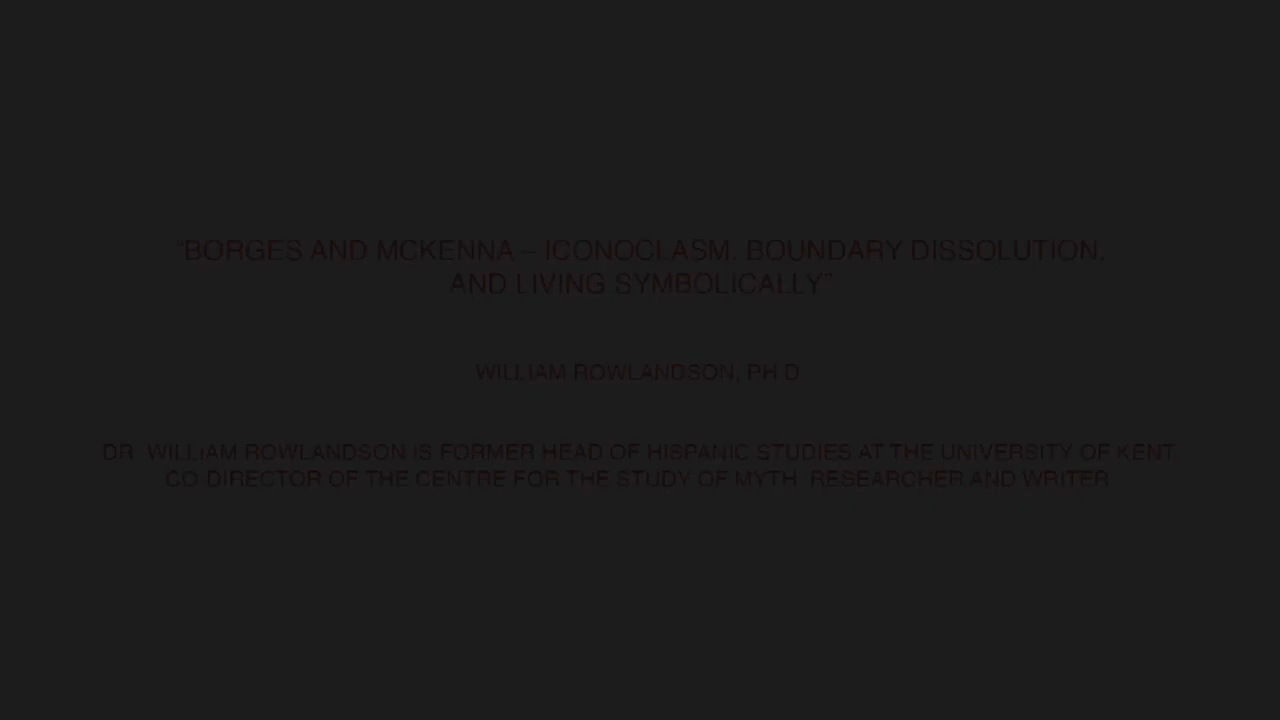 "BORGES AND MCKENNA – ICONOCLASM, BOUNDARY DISSOLUTION,
AND LIVING SYMBOLICALLY"
WILLIAM ROWLANDSON, PH.D
DR. WILLIAM ROWLANDSON IS FORMER HEAD OF HISPANIC STUDIES AT THE UNIVERSITY OF KENT,
CO-DIRECTOR OF THE CENTRE FOR THE STUDY OF MYTH, RESEARCHER AND WRITER